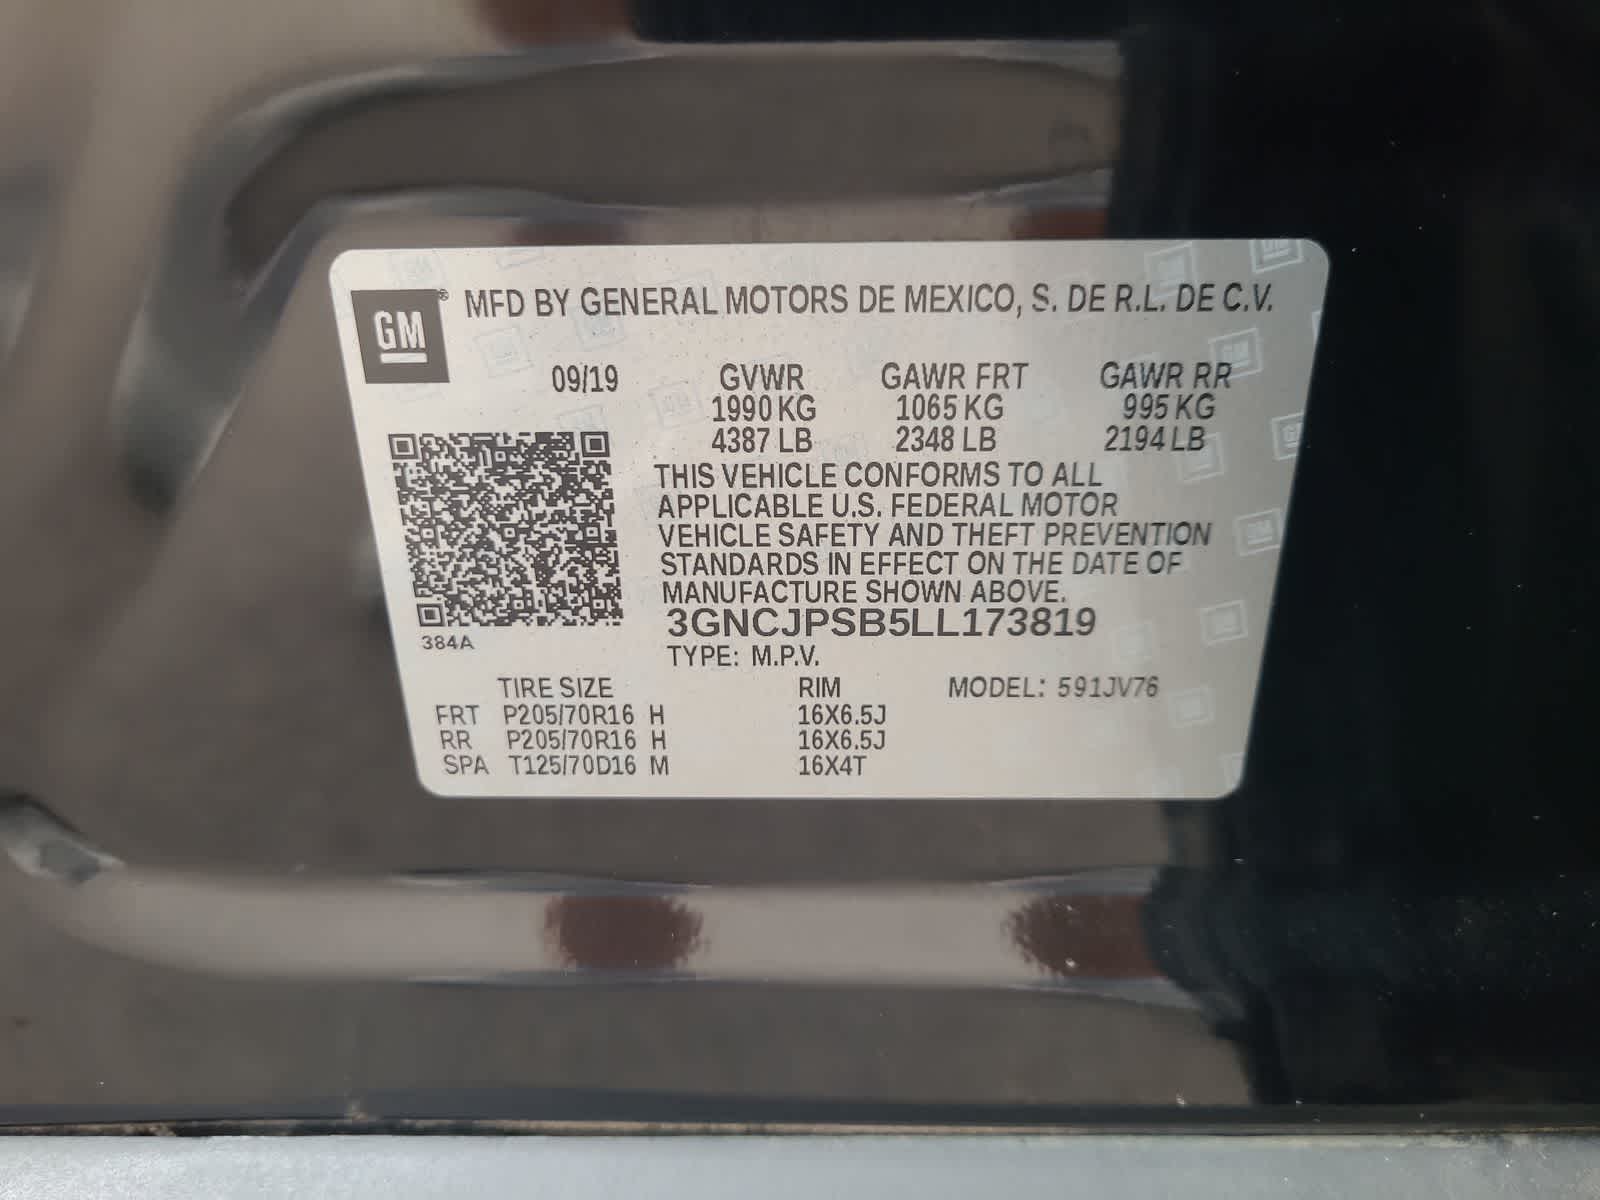 GM® MFD BY GENERAL MOTORS DE MEXICO, S. DE R.L. DE C.V.
09/19 GVWR GAWR FRT GAWR RR
1990 KG 1065 KG 995 KG
4387 LB 2348 LB 2194 LB
THIS VEHICLE CONFORMS TO ALL
APPLICABLE U.S. FEDERAL MOTOR
VEHICLE SAFETY AND THEFT PREVENTION
STANDARDS IN EFFECT ON THE DATE OF
MANUFACTURE SHOWN ABOVE.
3GNCJPSB5LL173819
384A
TYPE: M.P.V.
TIRE SIZE RIM MODEL: 591JV76
FRT P205/70R16 H 16X6.5J
RR P205/70R16 H 16X6.5J
SPA T125/70D16 M 16X4T